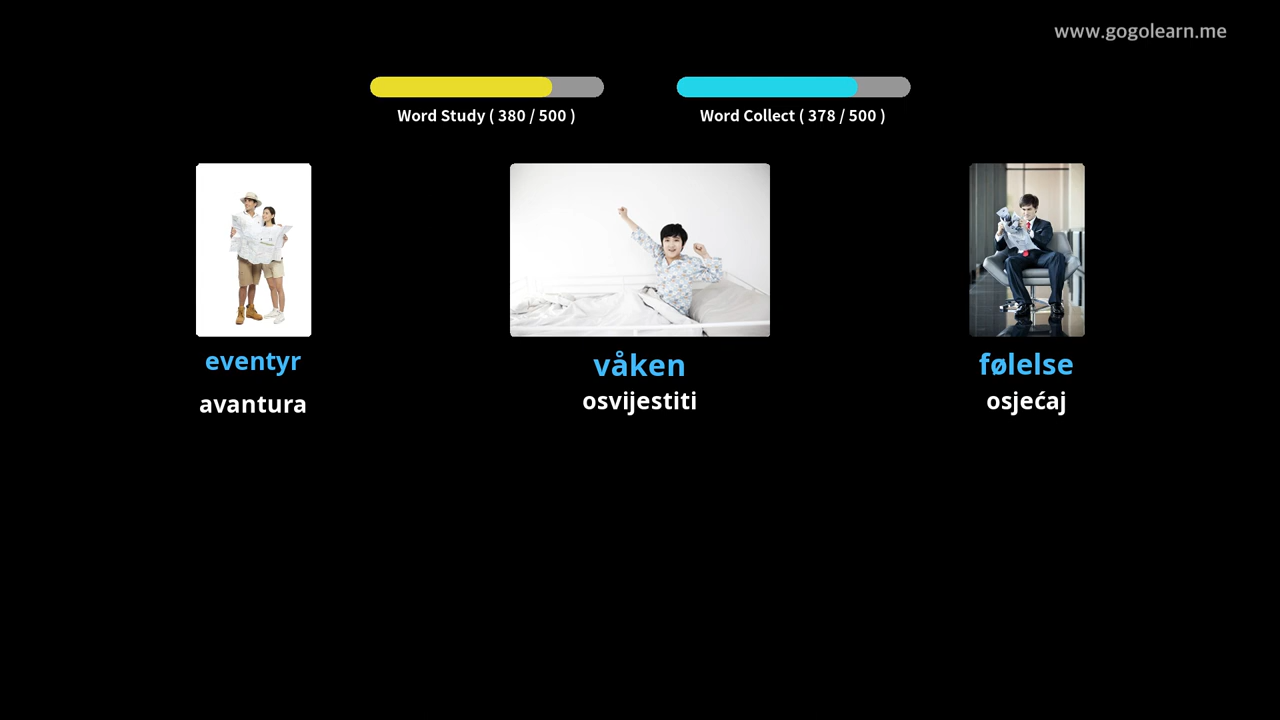 www.gogolearn.me
Word Study ( 380 / 500 )
Word Collect ( 378 / 500 )
eventyr
avantura
våken
osvijestiti
følelse
osjećaj